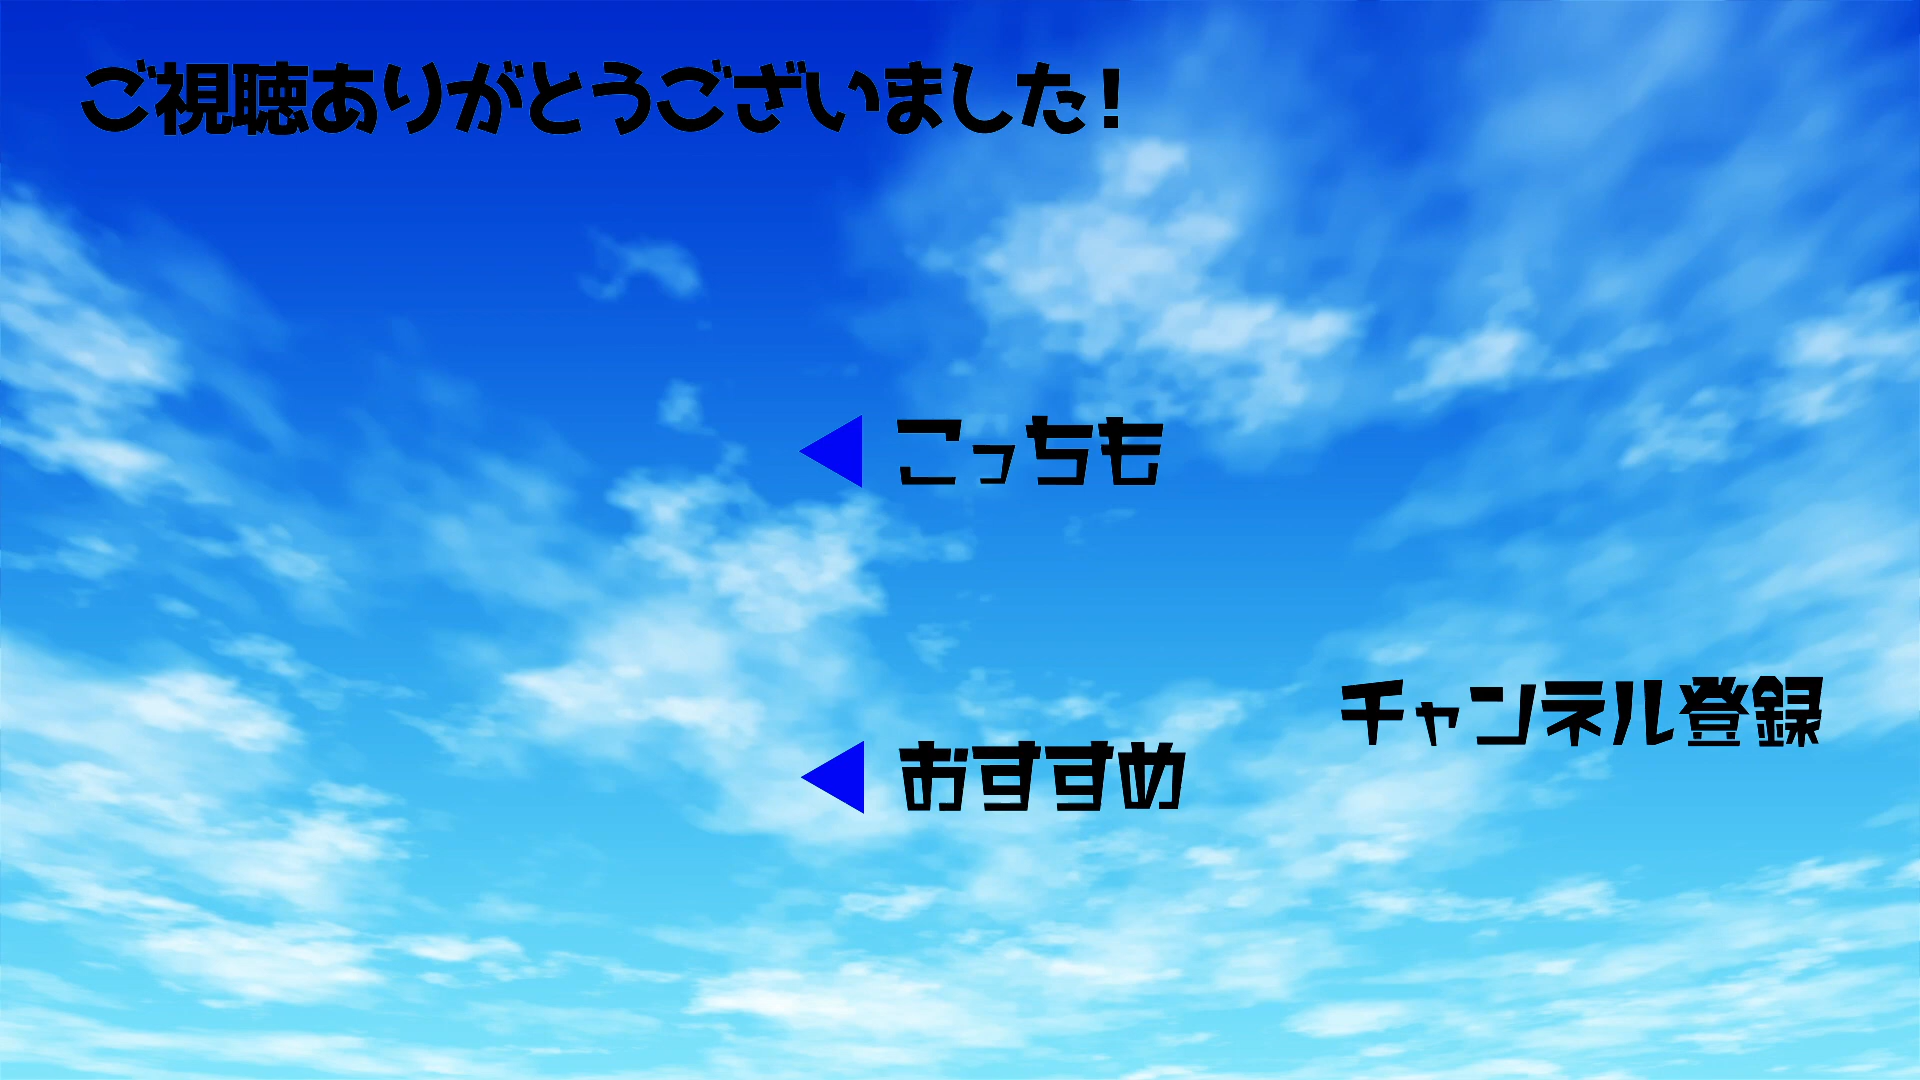 ご視聴ありがとうございました!
こっちも
チャンネル登録
おすすめ